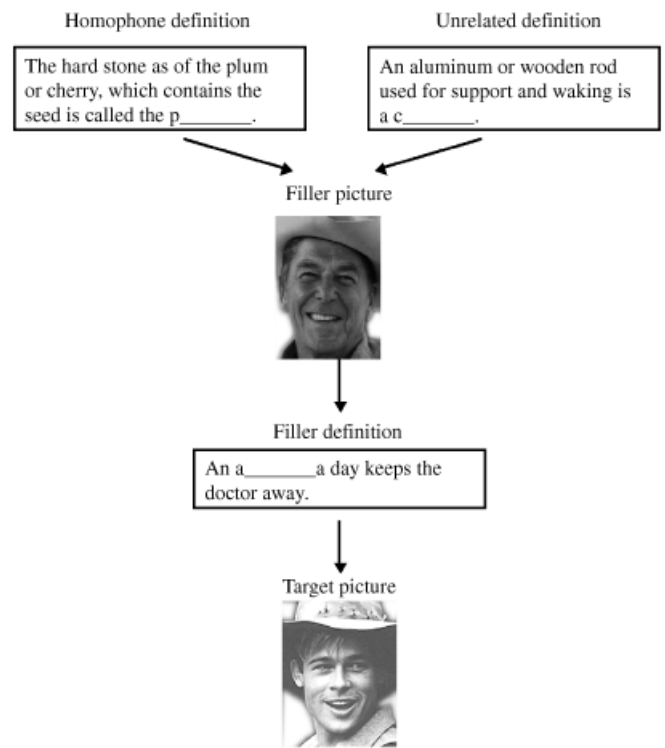 Homophone definition
Unrelated definition
The hard stone as of the plum
or cherry, which contains the
seed is called the p_______.
An aluminum or wooden rod
used for support and waking is
a c_______.
Filler picture
Filler definition
An a_______a day keeps the
doctor away.
Target picture